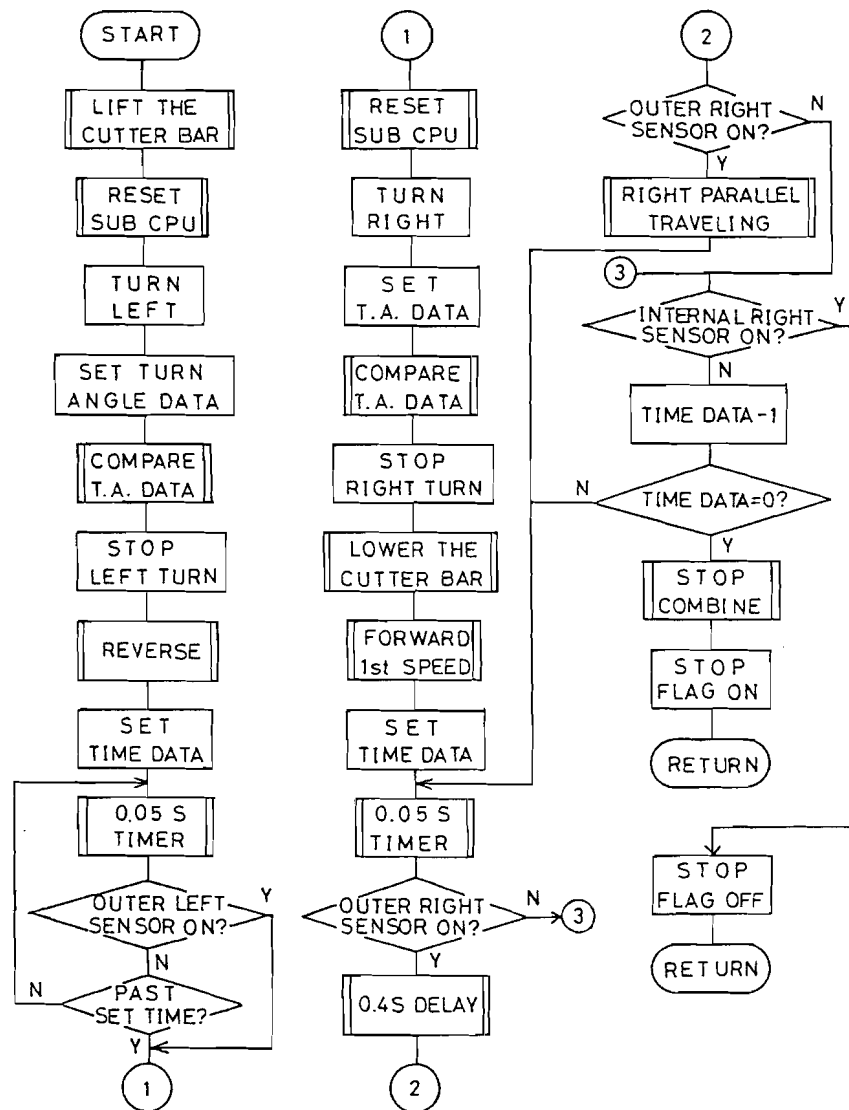 START
LIFT THE
CUTTER BAR
RESET
SUB CPU
TURN
LEFT
SET TURN
ANGLE DATA
COMPARE
T.A. DATA
STOP
LEFT TURN
REVERSE
SET
TIME DATA
0.05 S
TIMER
OUTER LEFT
SENSOR ON?
Y
N
PAST
SET TIME?
N
Y
1
1
RESET
SUB CPU
TURN
RIGHT
SET
T.A. DATA
COMPARE
T.A. DATA
STOP
RIGHT TURN
LOWER THE
CUTTER BAR
FORWARD
1st SPEED
SET
TIME DATA
0.05 S
TIMER
OUTER RIGHT
SENSOR ON?
N
3
Y
0.4S DELAY
2
2
OUTER RIGHT
SENSOR ON?
N
Y
RIGHT PARALLEL
TRAVELING
3
INTERNAL RIGHT
SENSOR ON?
Y
N
TIME DATA-1
TIME DATA=0?
N
Y
STOP
COMBINE
STOP
FLAG ON
RETURN
STOP
FLAG OFF
RETURN